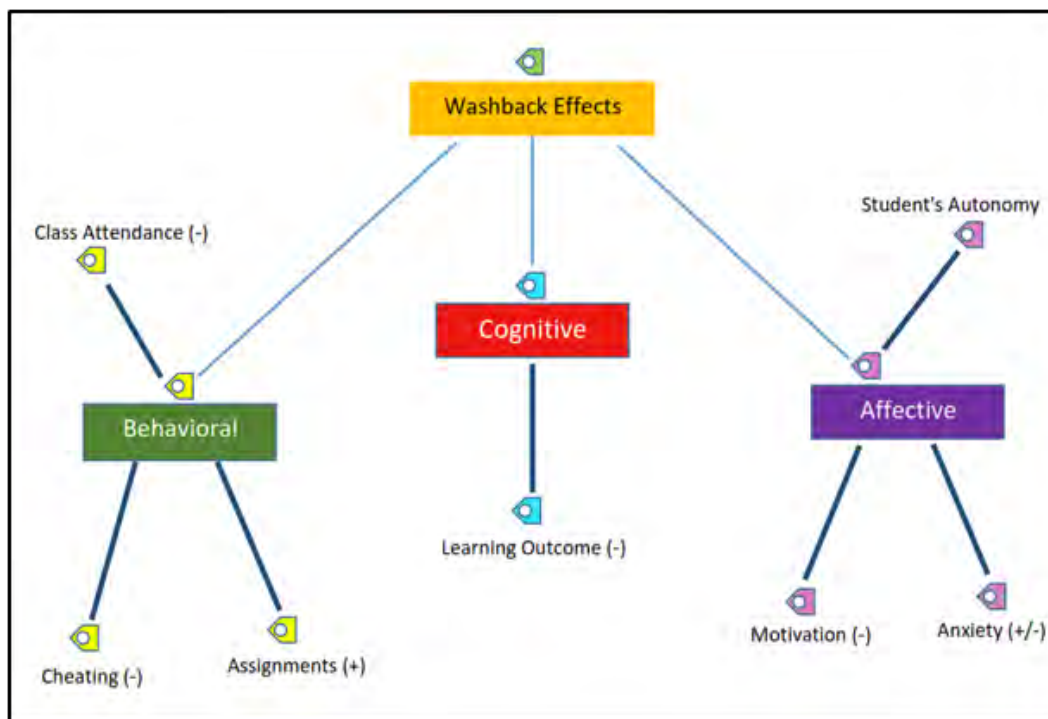 Washback Effects
Student's Autonomy
Class Attendance (-)
Cognitive
Affective
Behavioral
Learning Outcome (-)
Motivation (-)
Anxiety (+/-)
Cheating (-)
Assignments (+)